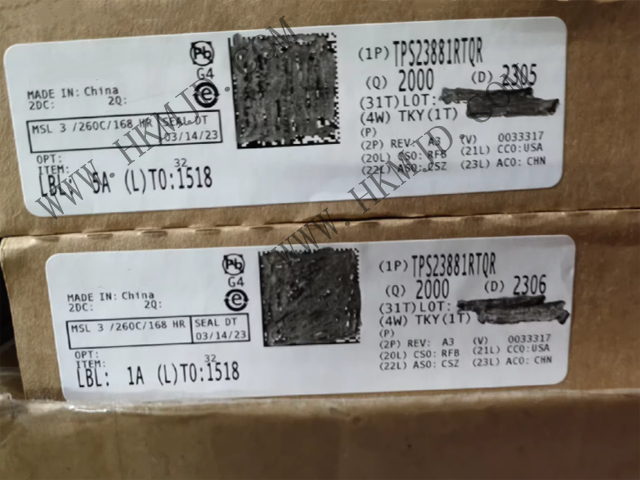 Pb
G4
e
MADE IN: China
2DC: 2Q:
MSL 3 /260C/168 HR SEAL DT
03/14/23
OPT:
ITEM: 32
LBL: 5A (L)TO:1518
(1P) TPS23881RTQR
(Q) 2000 (D) 2305
(31T)LOT:
(4W) TKY(1T)
(P)
(2P) REV: A3 (V) 0033317
(20L) CSO: RFB (21L) CCO:USA
(22L) ASO: CSZ (23L) ACO: CHN
Pb
G4
e
MADE IN: China
2DC: 2Q:
MSL 3 /260C/168 HR SEAL DT
03/14/23
OPT:
ITEM: 32
LBL: 1A (L)TO:1518
(1P) TPS23881RTQR
(Q) 2000 (D) 2306
(31T)LOT:
(4W) TKY(1T)
(P)
(2P) REV: A3 (V) 0033317
(20L) CSO: RFB (21L) CCO:USA
(22L) ASO: CSZ (23L) ACO: CHN
WWW.HKMJD.COM
WWW.HKMJD.COM